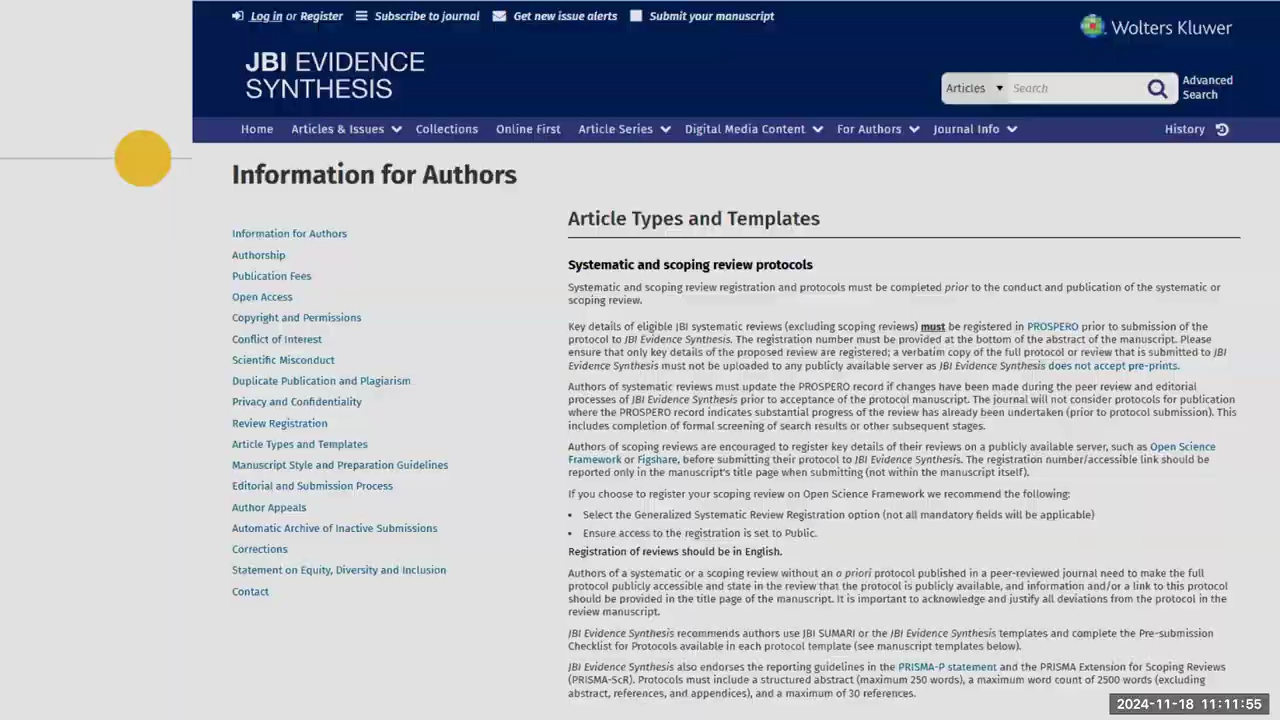 Log in or Register Subscribe to journal Get new issue alerts Submit your manuscript
Wolters Kluwer
JBI EVIDENCE
SYNTHESIS
Articles Search Advanced
Search
Home Articles & Issues Collections Online First Article Series Digital Media Content For Authors Journal Info History
Information for Authors
Information for Authors
Authorship
Publication Fees
Open Access
Copyright and Permissions
Conflict of Interest
Scientific Misconduct
Duplicate Publication and Plagiarism
Privacy and Confidentiality
Review Registration
Article Types and Templates
Manuscript Style and Preparation Guidelines
Editorial and Submission Process
Author Appeals
Automatic Archive of Inactive Submissions
Corrections
Statement on Equity, Diversity and Inclusion
Contact
Article Types and Templates
Systematic and scoping review protocols
Systematic and scoping review registration and protocols must be completed prior to the conduct and publication of the systematic or
scoping review.
Key details of eligible JBI systematic reviews (excluding scoping reviews) must be registered in PROSPERO prior to submission of the
protocol to JBI Evidence Synthesis. The registration number must be provided at the bottom of the abstract of the manuscript. Please
ensure that only key details of the proposed review are registered; a verbatim copy of the full protocol or review that is submitted to JBI
Evidence Synthesis must not be uploaded to any publicly available server as JBI Evidence Synthesis does not accept pre-prints.
Authors of systematic reviews must update the PROSPERO record if changes have been made during the peer review and editorial
processes of JBI Evidence Synthesis prior to acceptance of the protocol manuscript. The journal will not consider protocols for publication
where the PROSPERO record indicates substantial progress of the review has already been undertaken (prior to protocol submission). This
includes completion of formal screening of search results or other subsequent stages.
Authors of scoping reviews are encouraged to register key details of their reviews on a publicly available server, such as Open Science
Framework or Figshare, before submitting their protocol to JBI Evidence Synthesis. The registration number/accessible link should be
reported only in the manuscript's title page when submitting (not within the manuscript itself).
If you choose to register your scoping review on Open Science Framework we recommend the following:
• Select the Generalized Systematic Review Registration option (not all mandatory fields will be applicable)
• Ensure access to the registration is set to Public.
Registration of reviews should be in English.
Authors of a systematic or a scoping review without an a priori protocol published in a peer-reviewed journal need to make the full
protocol publicly accessible and state in the review that the protocol is publicly available, and information and/or a link to this protocol
should be provided in the title page of the manuscript. It is important to acknowledge and justify all deviations from the protocol in the
review manuscript.
JBI Evidence Synthesis recommends authors use JBI SUMARI or the JBI Evidence Synthesis templates and complete the Pre-submission
Checklist for Protocols available in each protocol template (see manuscript templates below).
JBI Evidence Synthesis also endorses the reporting guidelines in the PRISMA-P statement and the PRISMA Extension for Scoping Reviews
(PRISMA-ScR). Protocols must include a structured abstract (maximum 250 words), a maximum word count of 2500 words (excluding
abstract, references, and appendices), and a maximum of 30 references.
2024-11-18 11:11:55